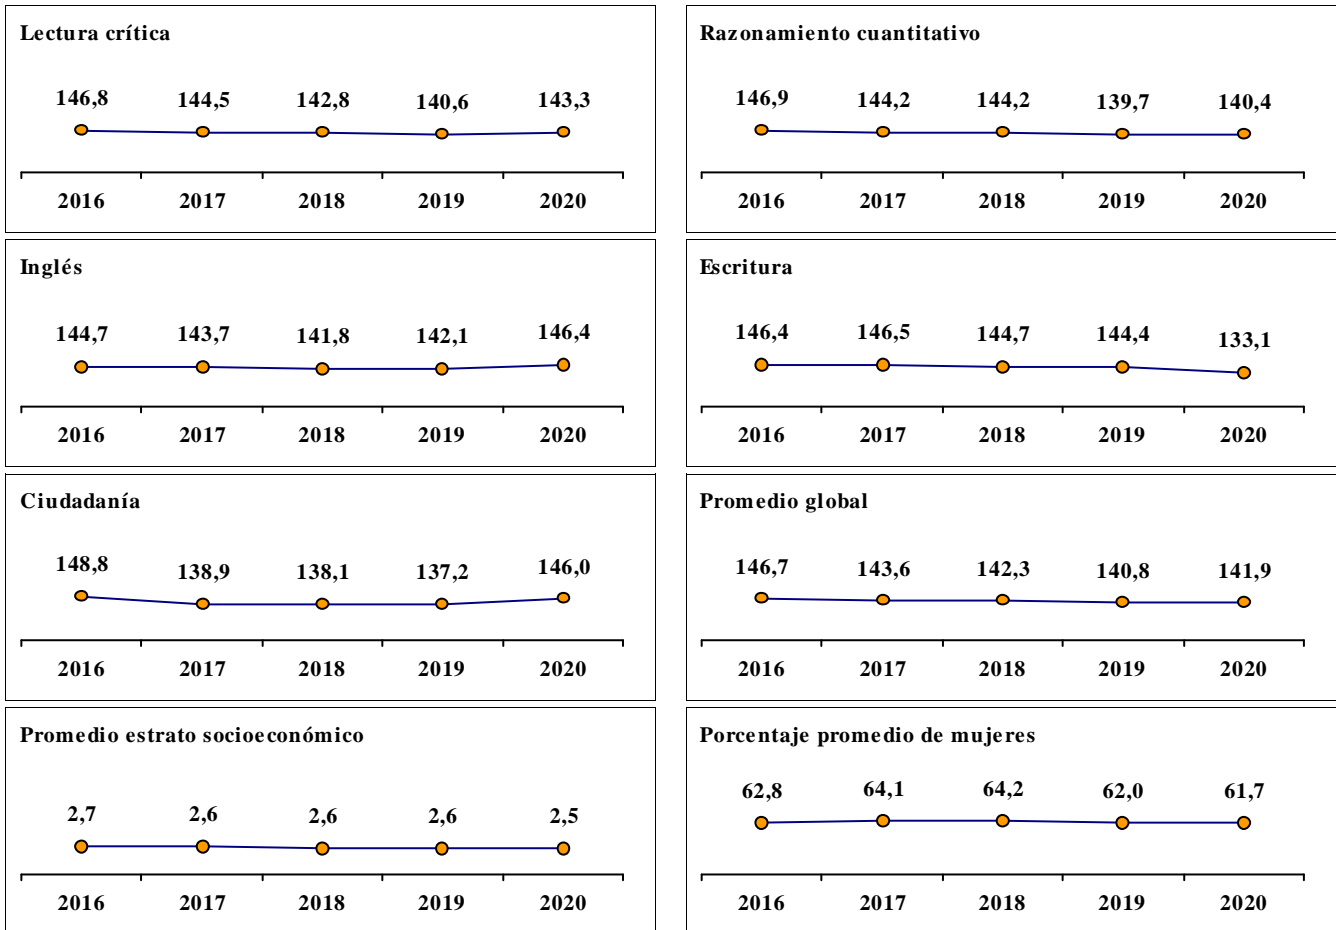 Lectura crítica
146,8 144,5 142,8 140,6 143,3
2016 2017 2018 2019 2020
Razonamiento cuantitativo
146,9 144,2 144,2 139,7 140,4
2016 2017 2018 2019 2020
Inglés
144,7 143,7 141,8 142,1 146,4
2016 2017 2018 2019 2020
Escritura
146,4 146,5 144,7 144,4 133,1
2016 2017 2018 2019 2020
Ciudadanía
148,8 138,9 138,1 137,2 146,0
2016 2017 2018 2019 2020
Promedio global
146,7 143,6 142,3 140,8 141,9
2016 2017 2018 2019 2020
Promedio estrato socioeconómico
2,7 2,6 2,6 2,6 2,5
2016 2017 2018 2019 2020
Porcentaje promedio de mujeres
62,8 64,1 64,2 62,0 61,7
2016 2017 2018 2019 2020